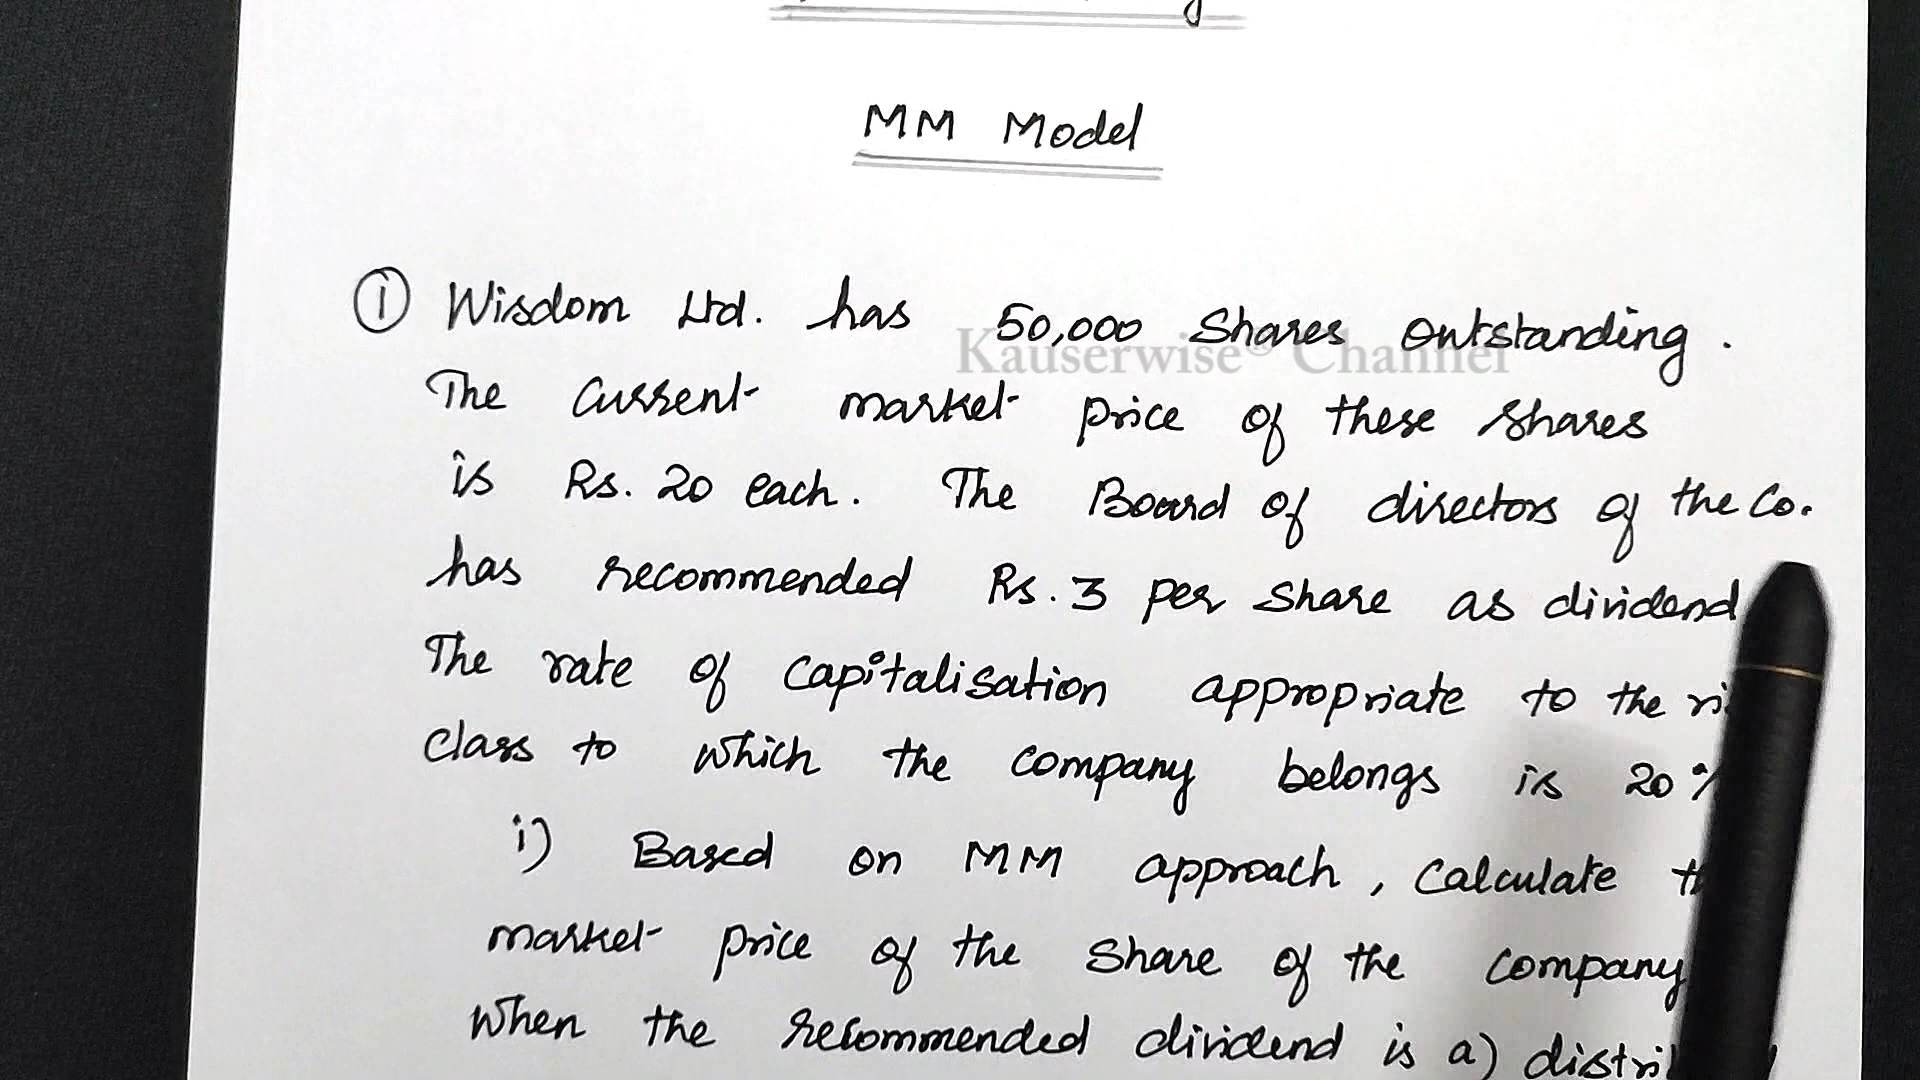 MM Model
① Wisdom Ltd. has 50,000 Shares outstanding.
Kauserwise® Channel
The Current market price of these shares
is Rs. 20 each. The Board of directors of the Co.
has recommended Rs. 3 per share as dividend
The rate of Capitalisation appropriate to the
class to which the company belongs is 20%
i) Based on MM approach, Calculate
market price of the share of the company
When the recommended dividend is a)